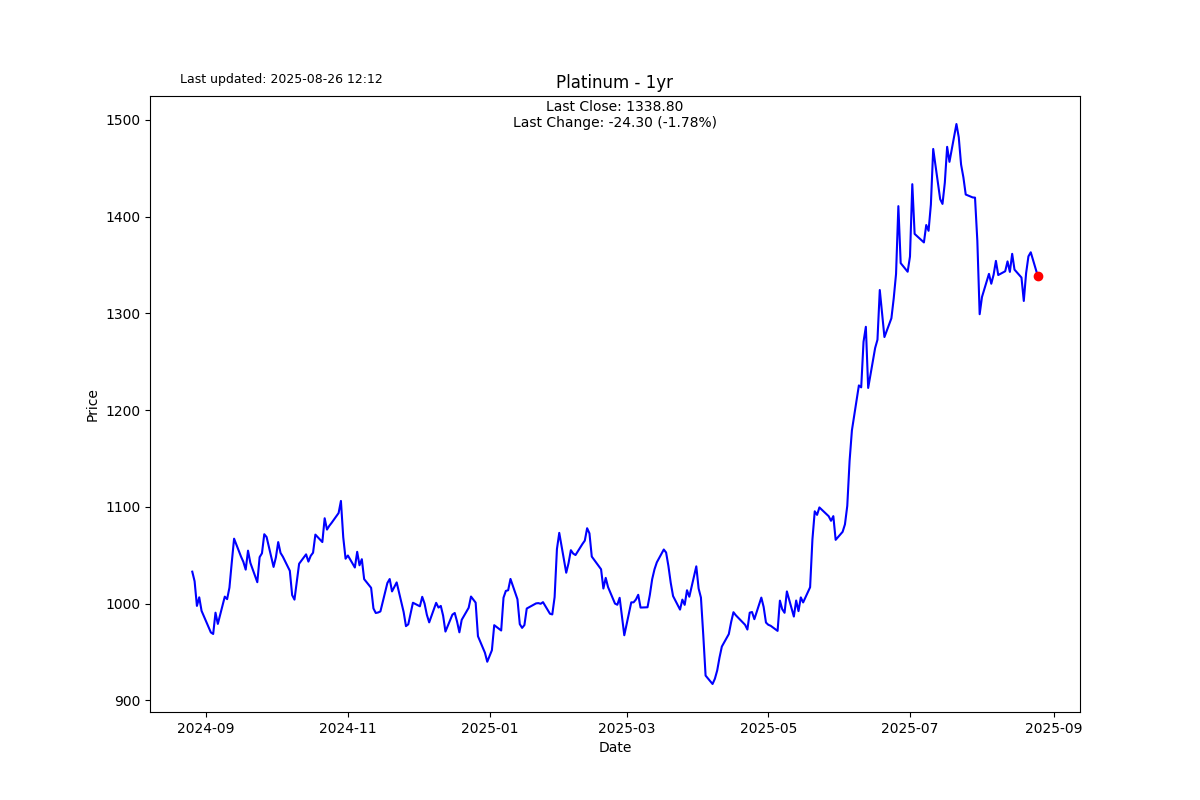 Last updated: 2025-08-26 12:12
Platinum - 1yr
Last Close: 1338.80
Last Change: -24.30 (-1.78%)
1500
1400
1300
1200
1100
1000
900
Price
2024-09
2024-11
2025-01
2025-03
2025-05
2025-07
2025-09
Date